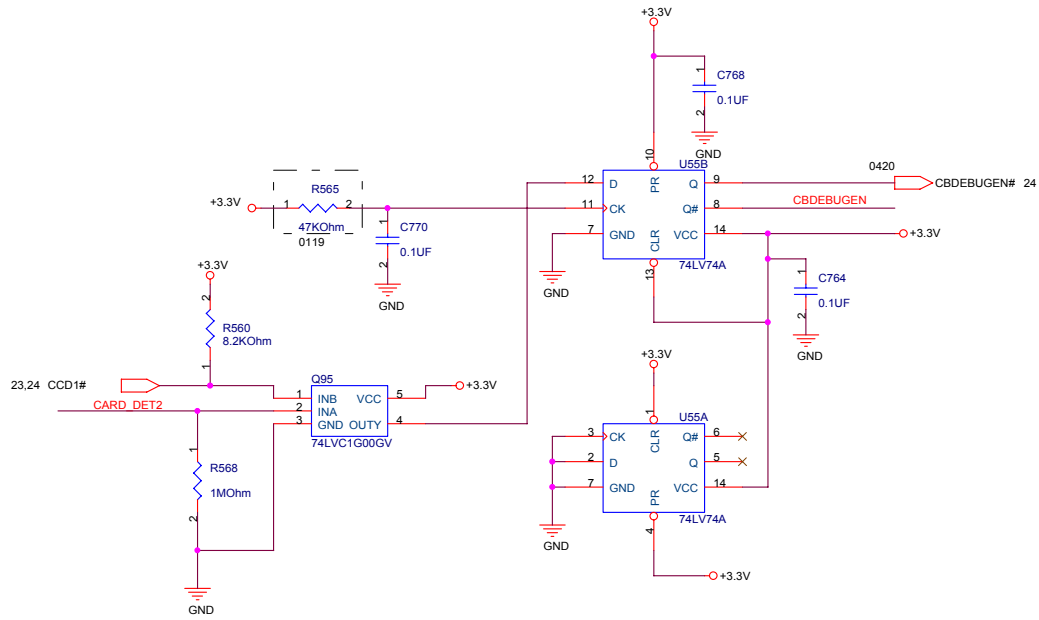 +3.3V
1
C768
0.1UF
2
GND
10
U55B
12 D PR Q 9
0420
CBDEBUGEN# 24
11 CK Q# 8
CBDEBUGEN
7 GND CLR VCC 14
+3.3V
13
74LV74A
GND
R565
+3.3V
1 2
47KOhm
0119
1
C770
0.1UF
2
GND
1
C764
0.1UF
2
GND
+3.3V
2
R560
8.2KOhm
1
23,24 CCD1#
CARD_DET2
Q95
1 INB VCC 5
+3.3V
2 INA
3 GND OUTY 4
74LVC1G00GV
1
R568
1MOhm
2
GND
+3.3V
1
U55A
3 CK CLR Q# 6
2 D Q 5
7 GND PR VCC 14
4
74LV74A
GND
+3.3V